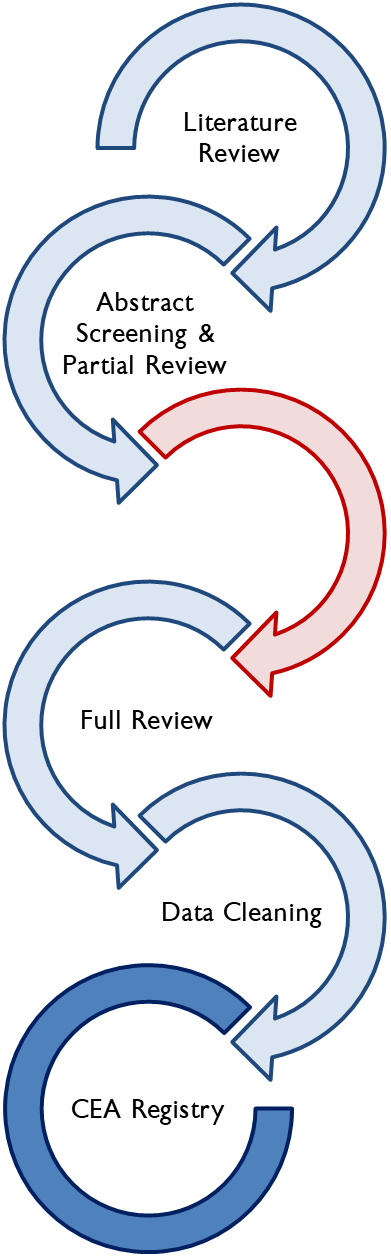 Literature
Review
Abstract
Screening &
Partial Review
Full Review
Data Cleaning
CEA Registry